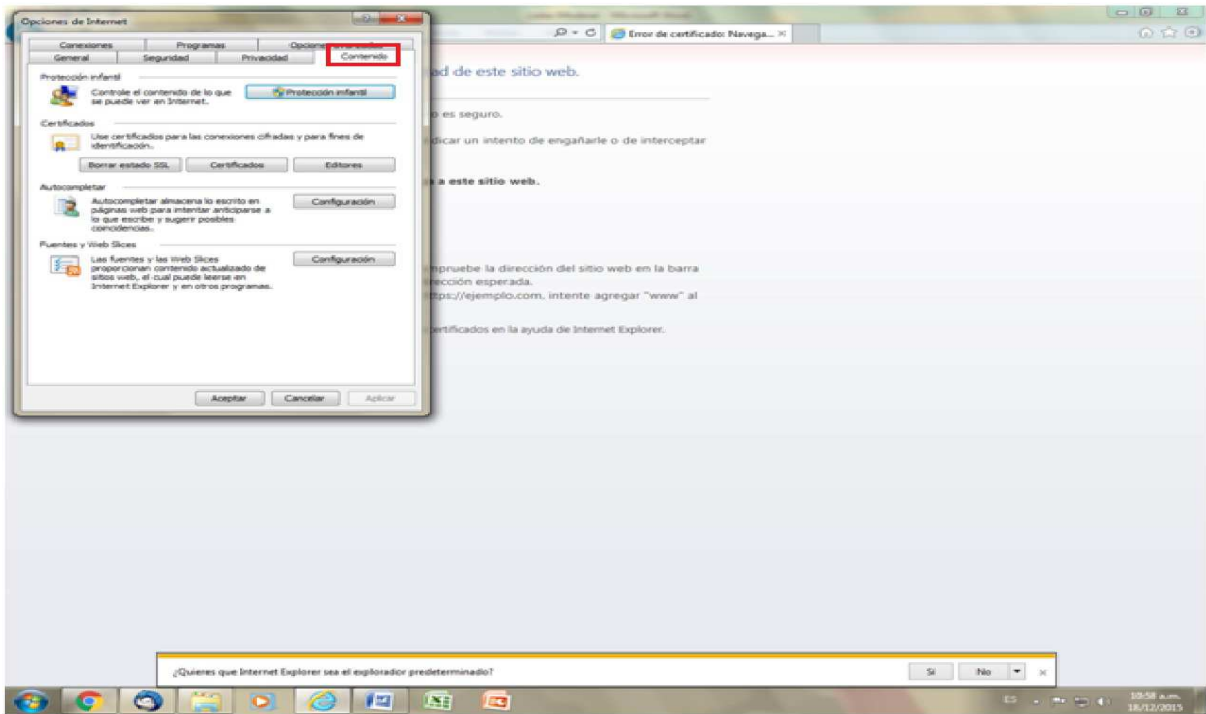 Opciones de Internet
Error de certificado: Navega...
Conexiones Programas
General Seguridad Privacidad Contenido
Protección infantil
Controle el contenido de lo que
se puede ver en Internet.
Protección infantil
Certificados
Use certificados para las conexiones cifradas y para fines de
identificación.
Borrar estado SSL Certificados Editores
Autocompletar
Autocompletar almacena lo escrito en
páginas web para intentar anticiparse a
lo que escribe y sugerir posibles
coincidencias.
Configuración
Fuentes y Web Slices
Las fuentes y las Web Slices
proporcionan contenido actualizado de
sitios web, el cual puede leerse en
Internet Explorer y en otros programas.
Configuración
Aceptar Cancelar Aplicar
ad de este sitio web.
o es seguro.
dicar un intento de engañarle o de interceptar
a este sitio web.
mpruebe la dirección del sitio web en la barra
rección esperada.
ttps://ejemplo.com, intente agregar "www" al
certificados en la ayuda de Internet Explorer.
¿Quieres que Internet Explorer sea el explorador predeterminado?
Sí No
ES
10:58 a.m.
18/12/2015